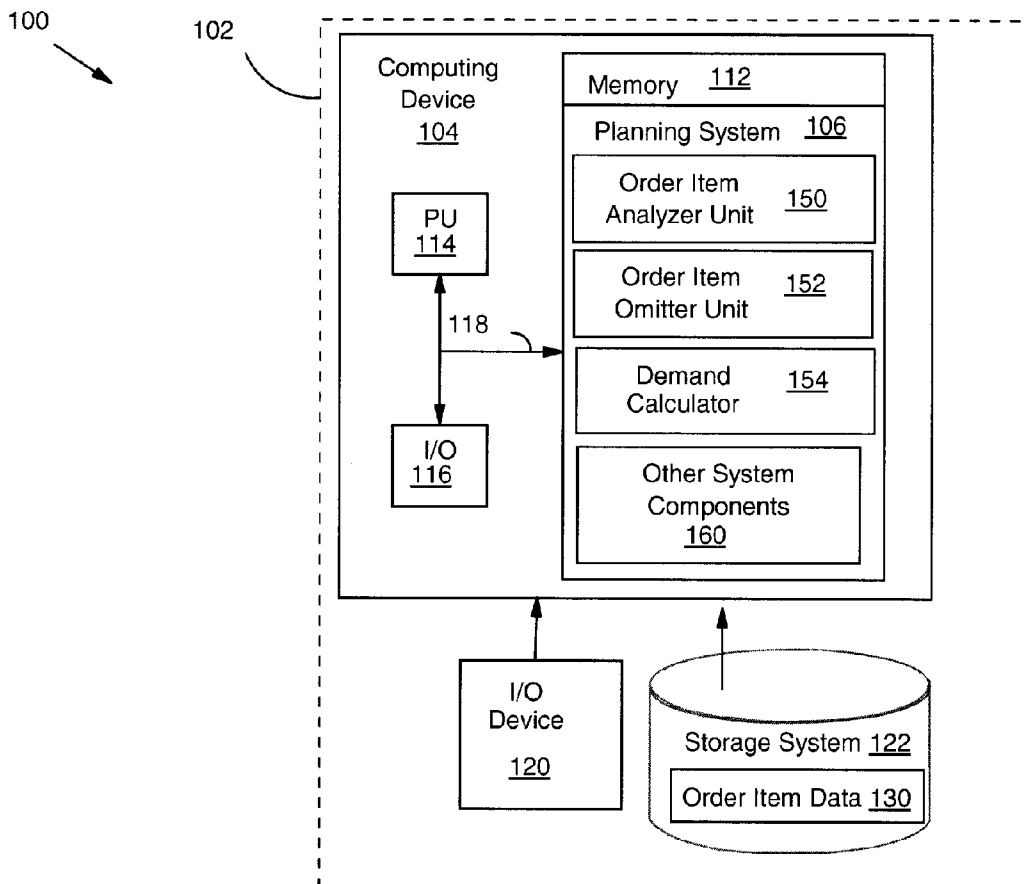 100
102
Computing
Device
104
Memory 112
Planning System 106
Order Item
Analyzer Unit 150
Order Item
Omitter Unit 152
Demand
Calculator 154
Other System
Components
160
PU
114
118
I/O
116
I/O
Device
120
Storage System 122
Order Item Data 130